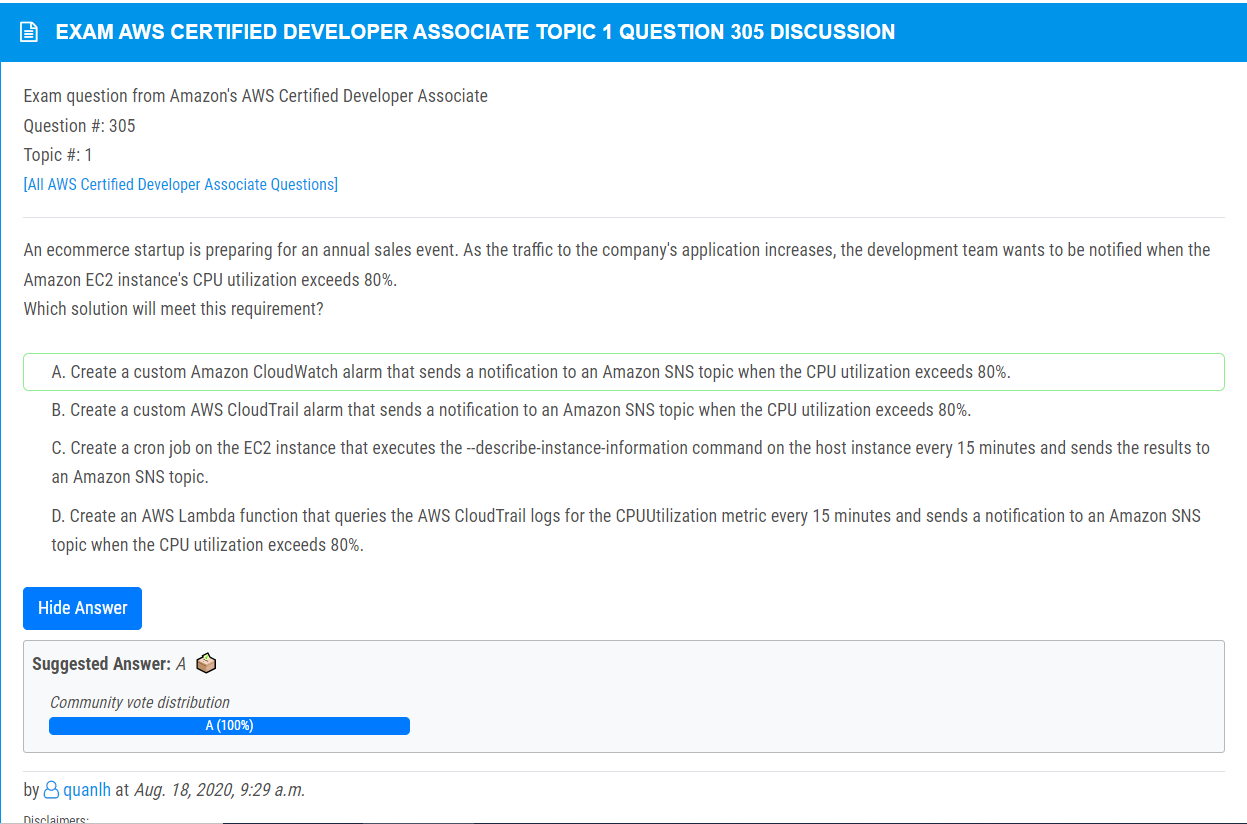 EXAM AWS CERTIFIED DEVELOPER ASSOCIATE TOPIC 1 QUESTION 305 DISCUSSION
Exam question from Amazon's AWS Certified Developer Associate
Question #: 305
Topic #: 1
[All AWS Certified Developer Associate Questions]
An ecommerce startup is preparing for an annual sales event. As the traffic to the company's application increases, the development team wants to be notified when the
Amazon EC2 instance's CPU utilization exceeds 80%.
Which solution will meet this requirement?
A. Create a custom Amazon CloudWatch alarm that sends a notification to an Amazon SNS topic when the CPU utilization exceeds 80%.
B. Create a custom AWS CloudTrail alarm that sends a notification to an Amazon SNS topic when the CPU utilization exceeds 80%.
C. Create a cron job on the EC2 instance that executes the --describe-instance-information command on the host instance every 15 minutes and sends the results to
an Amazon SNS topic.
D. Create an AWS Lambda function that queries the AWS CloudTrail logs for the CPUUtilization metric every 15 minutes and sends a notification to an Amazon SNS
topic when the CPU utilization exceeds 80%.
Hide Answer
Suggested Answer: A
Community vote distribution
A (100%)
by quanlh at Aug. 18, 2020, 9:29 a.m.
Disclaimers: